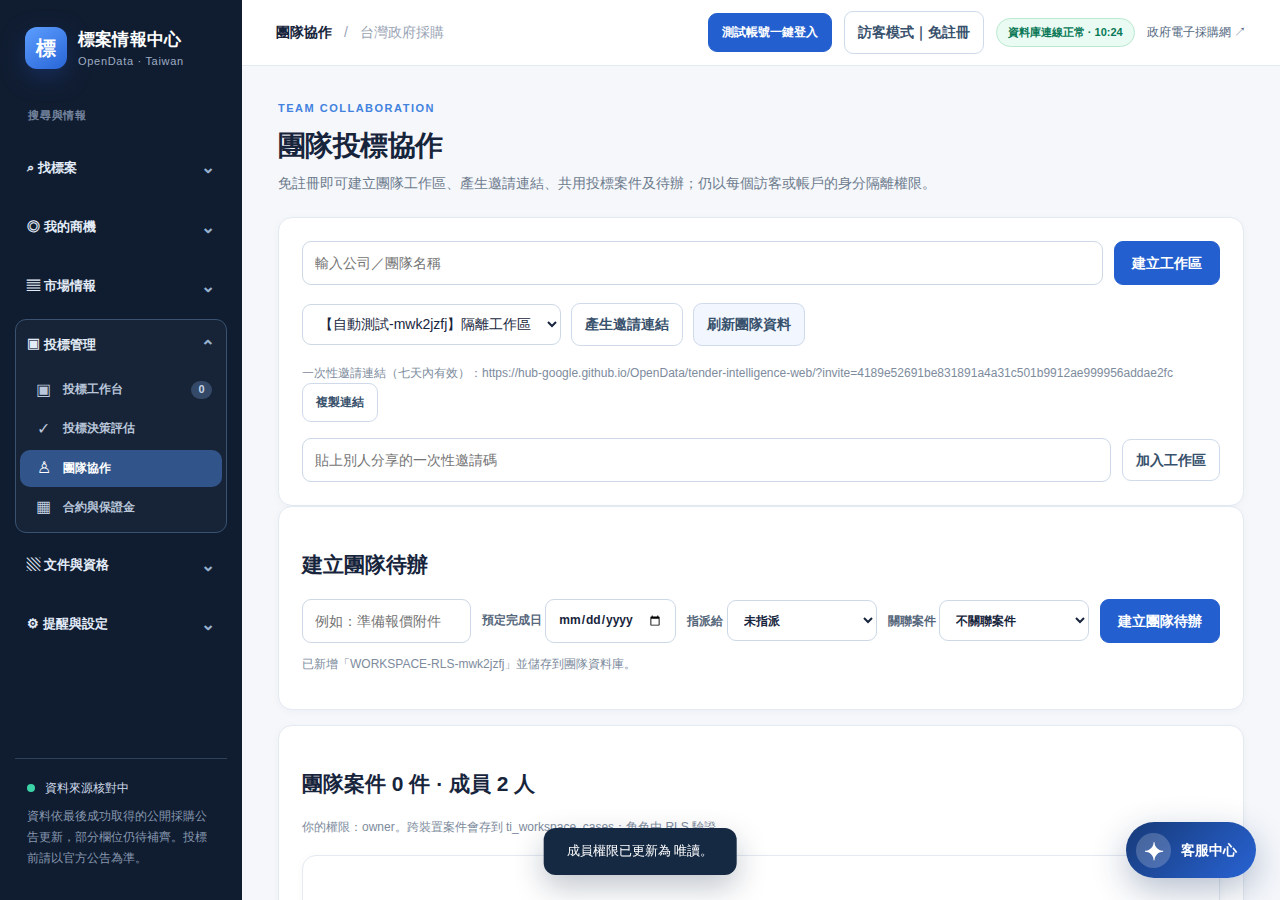 標
標案情報中心
OpenData · Taiwan
搜尋與情報
⌕ 找標案
◎ 我的商機
▤ 市場情報
▣ 投標管理
▣ 投標工作台 0
✓ 投標決策評估
♙ 團隊協作
▦ 合約與保證金
▧ 文件與資格
⚙ 提醒與設定
資料來源核對中
資料依最後成功取得的公開採購公
告更新，部分欄位仍待補齊。投標
前請以官方公告為準。
團隊協作 / 台灣政府採購
測試帳號一鍵登入
訪客模式｜免註冊
資料庫連線正常 · 10:24
政府電子採購網 ↗
TEAM COLLABORATION
團隊投標協作
免註冊即可建立團隊工作區、產生邀請連結、共用投標案件及待辦；仍以每個訪客或帳戶的身分隔離權限。
輸入公司／團隊名稱
建立工作區
【自動測試-mwk2jzfj】隔離工作區
產生邀請連結
刷新團隊資料
一次性邀請連結（七天內有效）：https://hub-google.github.io/OpenData/tender-intelligence-web/?invite=4189e52691be831891a4a31c501b9912ae999956addae2fc
複製連結
貼上別人分享的一次性邀請碼
加入工作區
建立團隊待辦
例如：準備報價附件
預定完成日 mm/dd/yyyy
指派給 未指派
關聯案件 不關聯案件
建立團隊待辦
已新增「WORKSPACE-RLS-mwk2jzfj」並儲存到團隊資料庫。
團隊案件 0 件 · 成員 2 人
你的權限：owner。跨裝置案件會存到 ti_workspace_cases；角色由 RLS 驗證。
成員權限已更新為 唯讀。
客服中心